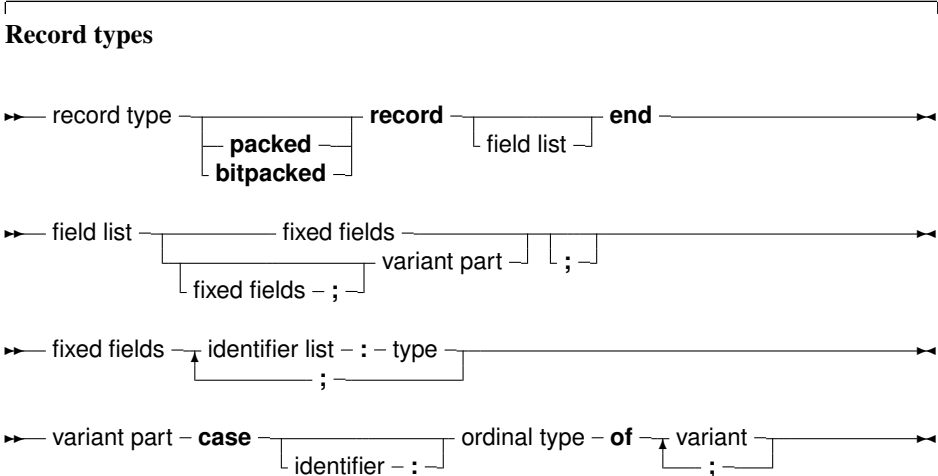 Record types
record type record end
packed field list
bitpacked
field list fixed fields
variant part ;
fixed fields ;
fixed fields identifier list : type
;
variant part case ordinal type of variant
identifier : ;